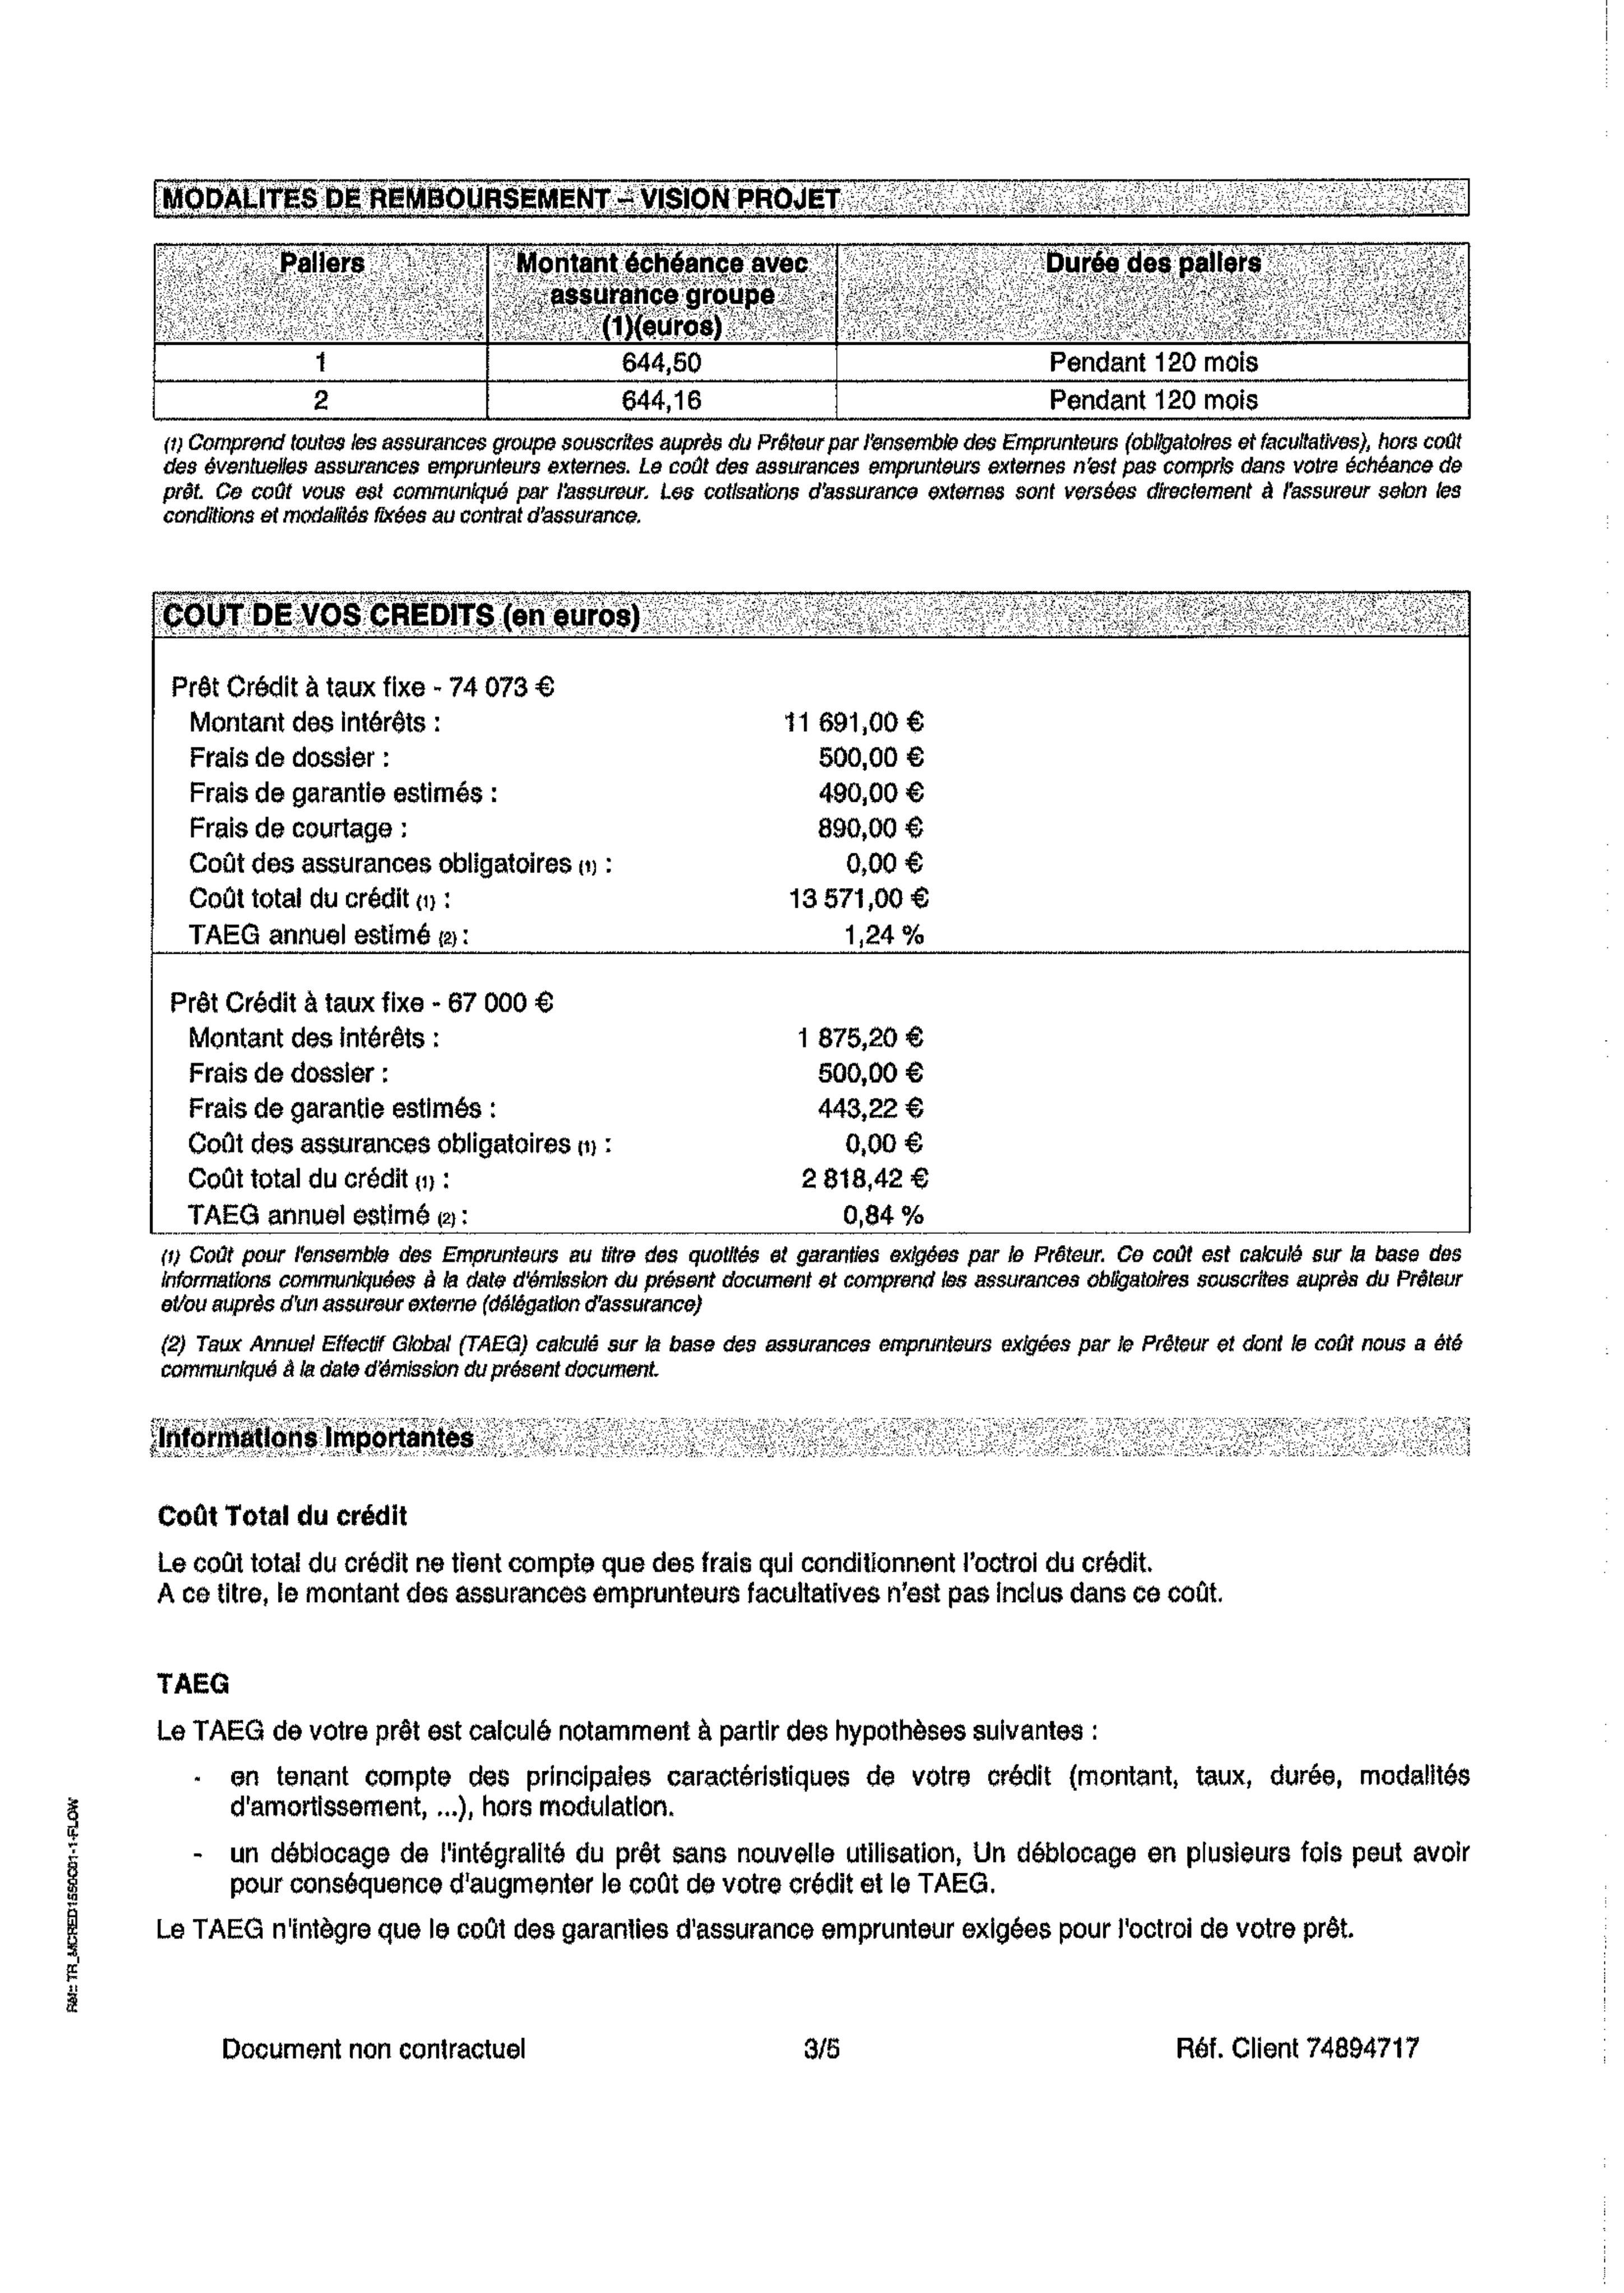 MODALITES DE REMBOURSEMENT – VISION PROJET
Paliers Montant échéance avec Durée des paliers
assurance groupe
(1)(euros)
1 644,50 Pendant 120 mois
2 644,16 Pendant 120 mois
(1) Comprend toutes les assurances groupe souscrites auprès du Prêteur par l'ensemble des Emprunteurs (obligatoires et facultatives), hors coût
des éventuelles assurances emprunteurs externes. Le coût des assurances emprunteurs externes n'est pas compris dans votre échéance de
prêt. Ce coût vous est communiqué par l'assureur. Les cotisations d'assurance externes sont versées directement à l'assureur selon les
conditions et modalités fixées au contrat d'assurance.
COUT DE VOS CREDITS (en euros)
Prêt Crédit à taux fixe - 74 073 €
Montant des intérêts : 11 691,00 €
Frais de dossier : 500,00 €
Frais de garantie estimés : 490,00 €
Frais de courtage : 890,00 €
Coût des assurances obligatoires (1) : 0,00 €
Coût total du crédit (1) : 13 571,00 €
TAEG annuel estimé (2) : 1,24 %
Prêt Crédit à taux fixe - 67 000 €
Montant des intérêts : 1 875,20 €
Frais de dossier : 500,00 €
Frais de garantie estimés : 443,22 €
Coût des assurances obligatoires (1) : 0,00 €
Coût total du crédit (1) : 2 818,42 €
TAEG annuel estimé (2) : 0,84 %
(1) Coût pour l'ensemble des Emprunteurs au titre des quotités et garanties exigées par le Prêteur. Ce coût est calculé sur la base des
informations communiquées à la date d'émission du présent document et comprend les assurances obligatoires souscrites auprès du Prêteur
et/ou auprès d'un assureur externe (délégation d'assurance)
(2) Taux Annuel Effectif Global (TAEG) calculé sur la base des assurances emprunteurs exigées par le Prêteur et dont le coût nous a été
communiqué à la date d'émission du présent document.
Informations Importantes
Coût Total du crédit
Le coût total du crédit ne tient compte que des frais qui conditionnent l'octroi du crédit.
A ce titre, le montant des assurances emprunteurs facultatives n'est pas inclus dans ce coût.
TAEG
Le TAEG de votre prêt est calculé notamment à partir des hypothèses suivantes :
- en tenant compte des principales caractéristiques de votre crédit (montant, taux, durée, modalités
d'amortissement, ...), hors modulation.
- un déblocage de l'intégralité du prêt sans nouvelle utilisation, Un déblocage en plusieurs fois peut avoir
pour conséquence d'augmenter le coût de votre crédit et le TAEG.
Le TAEG n'intègre que le coût des garanties d'assurance emprunteur exigées pour l'octroi de votre prêt.
Document non contractuel 3/5 Réf. Client 74894717